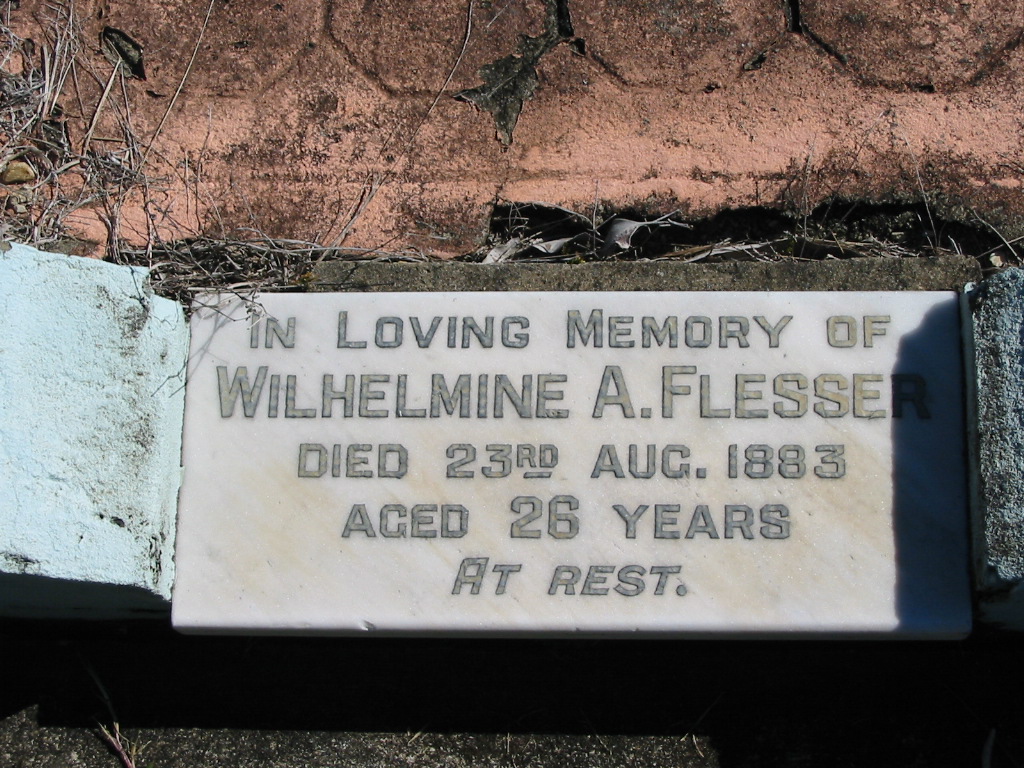 IN LOVING MEMORY OF
WILHELMINE A. FLESSER
DIED 23RD AUG. 1883
AGED 26 YEARS
AT REST.